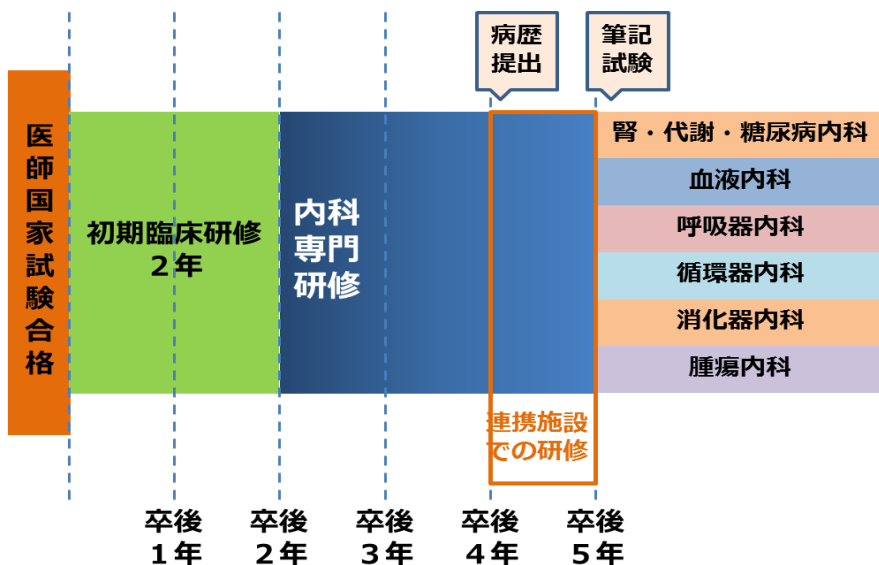 病歴
提出
筆記
試験
医師国家試験合格
初期臨床研修
２年
内科
専門
研修
腎・代謝・糖尿病内科
血液内科
呼吸器内科
循環器内科
消化器内科
腫瘍内科
連携施設
での研修
卒後
１年
卒後
２年
卒後
３年
卒後
４年
卒後
５年